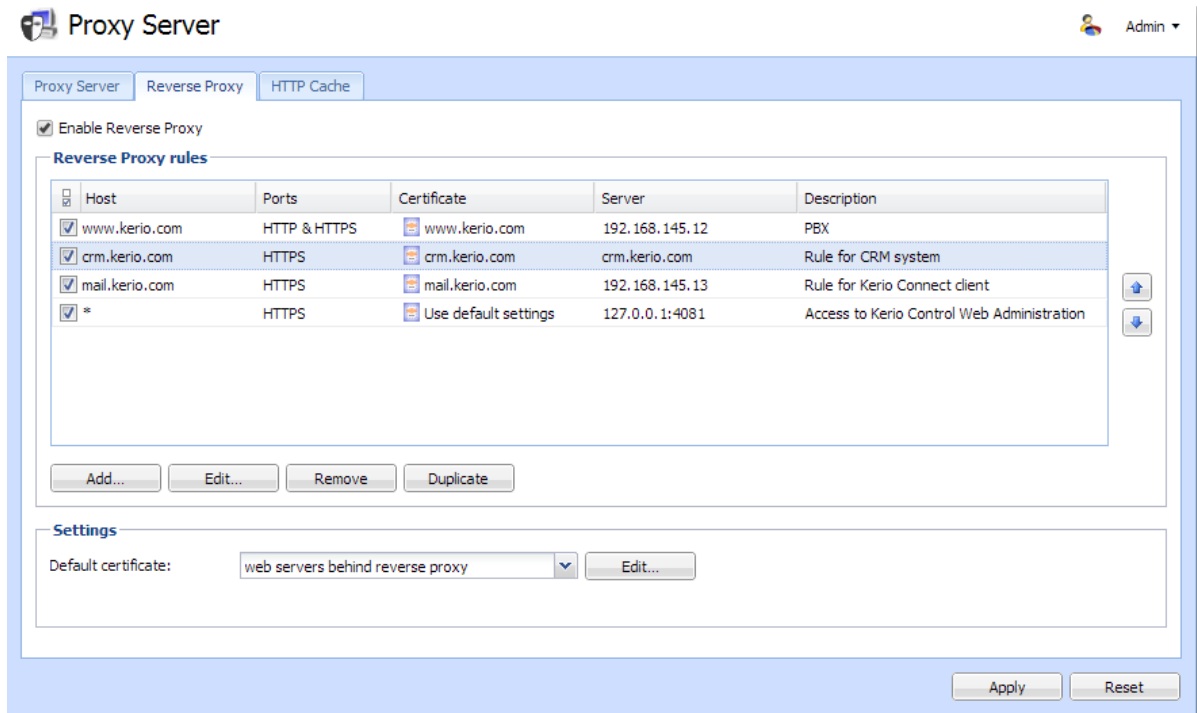 Proxy Server
Admin
Proxy Server Reverse Proxy HTTP Cache
Enable Reverse Proxy
Reverse Proxy rules
Host Ports Certificate Server Description
www.kerio.com HTTP & HTTPS www.kerio.com 192.168.145.12 PBX
crm.kerio.com HTTPS crm.kerio.com crm.kerio.com Rule for CRM system
mail.kerio.com HTTPS mail.kerio.com 192.168.145.13 Rule for Kerio Connect client
* HTTPS Use default settings 127.0.0.1:4081 Access to Kerio Control Web Administration
Add... Edit... Remove Duplicate
Settings
Default certificate: web servers behind reverse proxy Edit...
Apply Reset